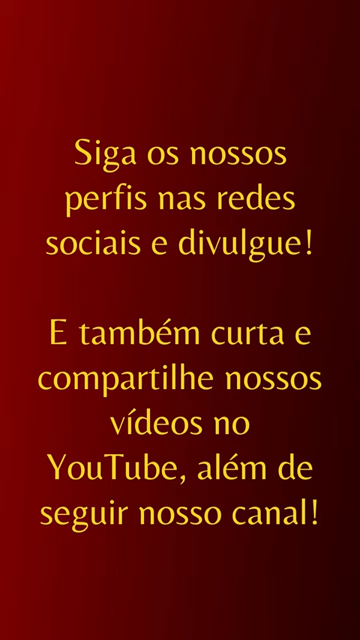 Siga os nossos
perfis nas redes
sociais e divulgue!
E também curta e
compartilhe nossos
vídeos no
YouTube, além de
seguir nosso canal!